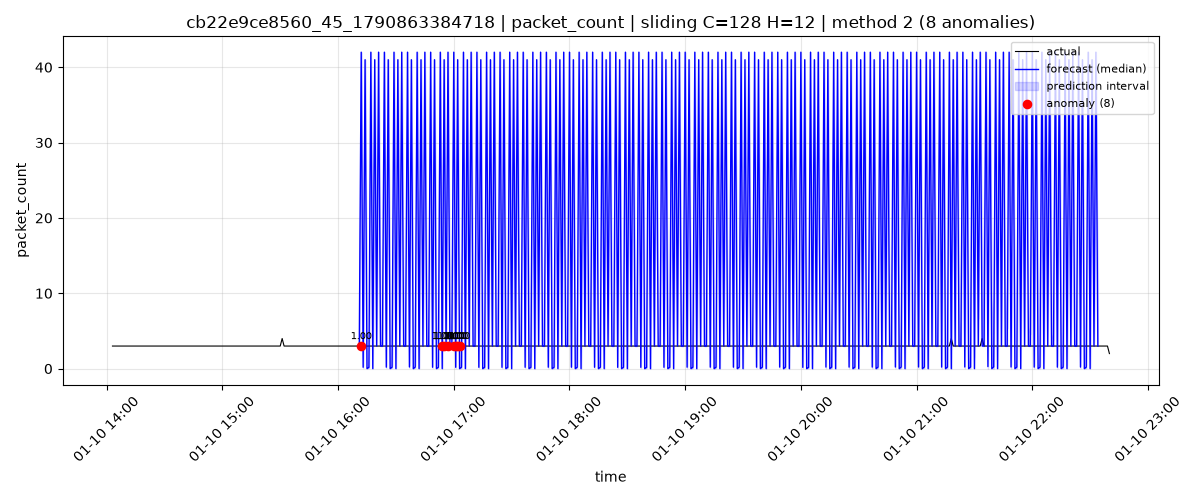 cb22e9ce8560_45_1790863384718 | packet_count | sliding C=128 H=12 | method 2 (8 anomalies)
actual
forecast (median)
prediction interval
anomaly (8)
packet_count
40
30
20
10
0
1.00
01-10 14:00
01-10 15:00
01-10 16:00
01-10 17:00
01-10 18:00
01-10 19:00
01-10 20:00
01-10 21:00
01-10 22:00
01-10 23:00
time